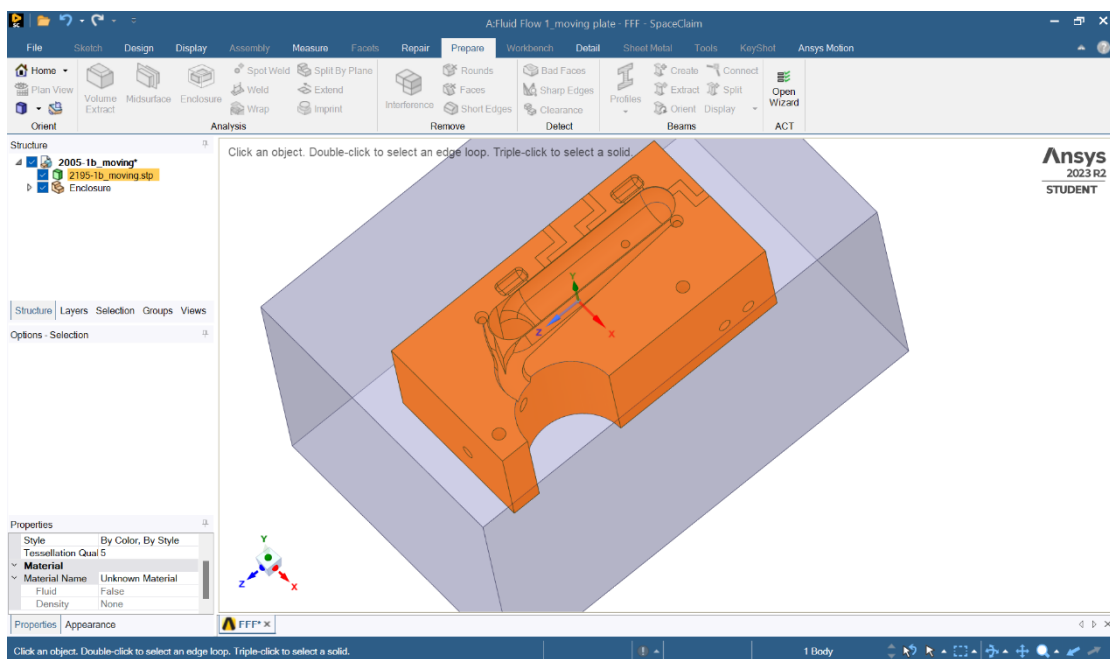 A:Fluid Flow 1_moving plate - FFF - SpaceClaim
File Sketch Design Display Assembly Measure Facets Repair Prepare Workbench Detail Sheet Metal Tools KeyShot Ansys Motion
Home Spot Weld Split By Plane Rounds Bad Faces Create Connect
Plan View Volume Extract Midsurface Enclosure Weld Extend Interference Faces Sharp Edges Profiles Extract Split Open Wizard
Wrap Imprint Short Edges Clearance Orient Display
Orient Analysis Remove Detect Beams ACT
Structure
Click an object. Double-click to select an edge loop. Triple-click to select a solid.
2005-1b_moving*
2195-1b_moving.stp
Enclosure
Ansys
2023 R2
STUDENT
Structure Layers Selection Groups Views
Options - Selection
Y
Z
X
Properties
Style By Color, By Style
Tessellation Qual 5
Material
Material Name Unknown Material
Fluid False
Density None
Y
Z
X
Properties Appearance
FFF*
Click an object. Double-click to select an edge loop. Triple-click to select a solid. 1 Body